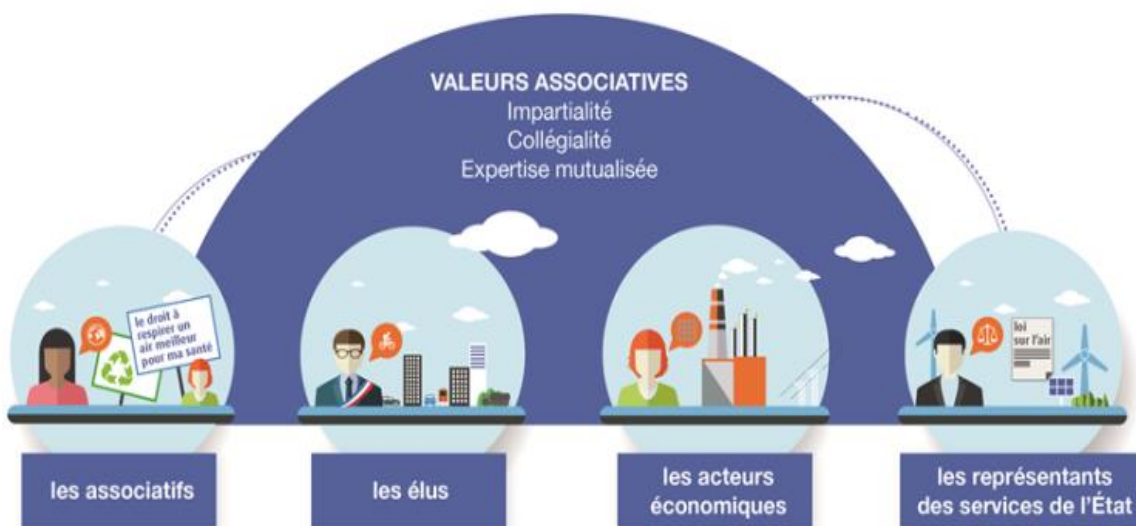 VALEURS ASSOCIATIVES
Impartialité
Collégialité
Expertise mutualisée
le droit à
respirer un
air meilleur
pour ma santé
loi
sur l'air
les associatifs
les élus
les acteurs
économiques
les représentants
des services de l'État